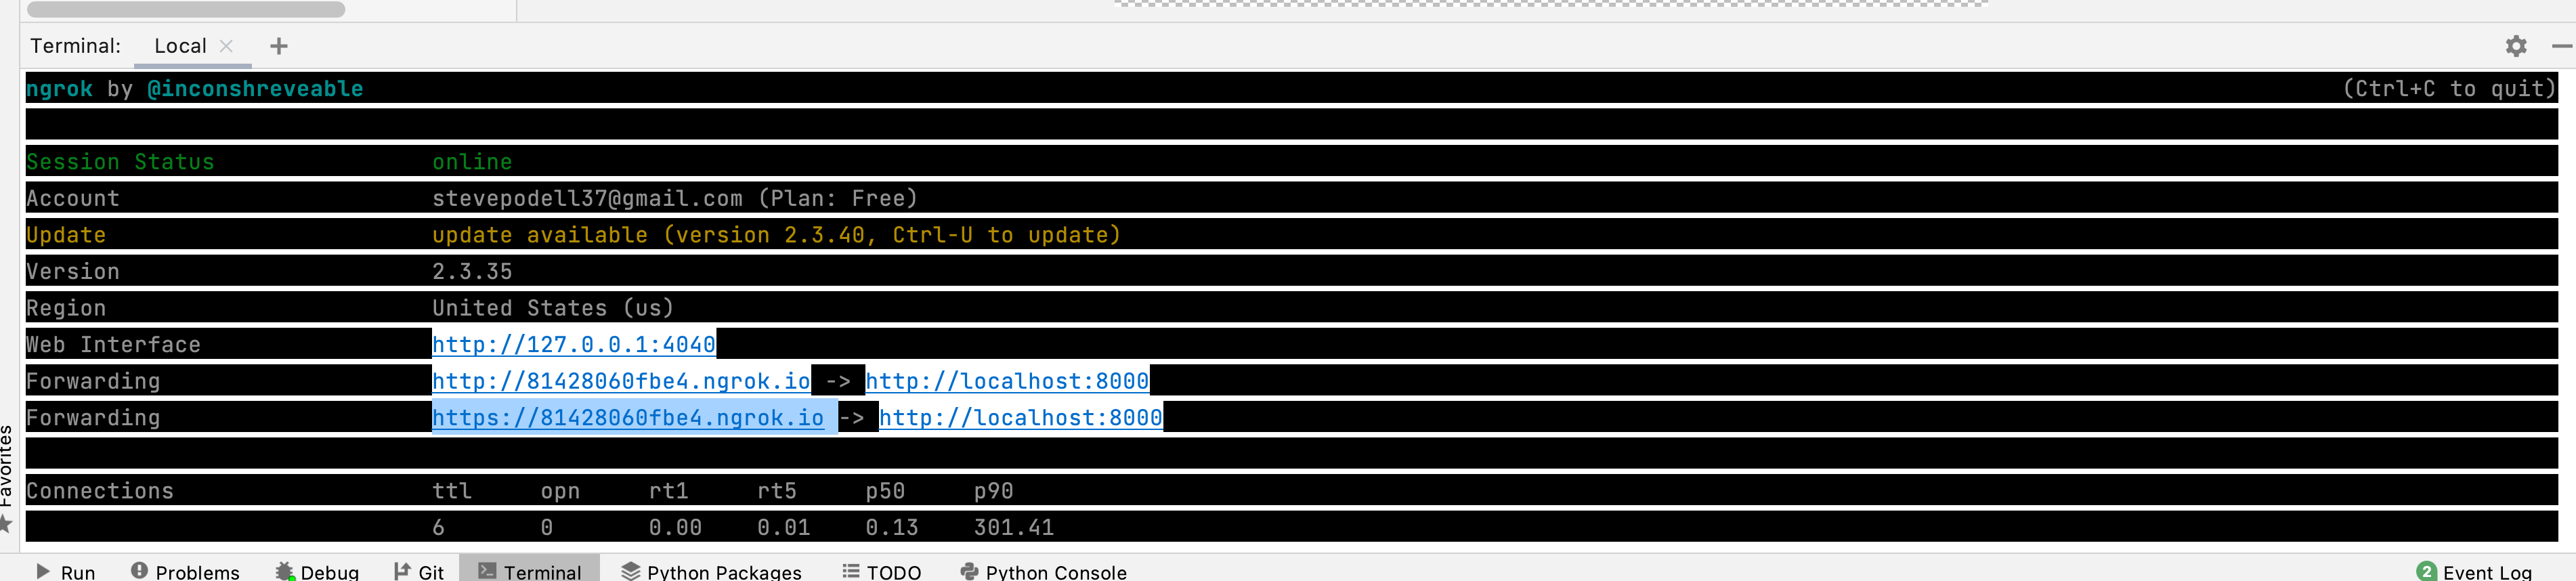 Terminal: Local
ngrok by @inconshreveable (Ctrl+C to quit)
Session Status online
Account stevepodell37@gmail.com (Plan: Free)
Update update available (version 2.3.40, Ctrl-U to update)
Version 2.3.35
Region United States (us)
Web Interface http://127.0.0.1:4040
Forwarding http://81428060fbe4.ngrok.io -> http://localhost:8000
Forwarding https://81428060fbe4.ngrok.io -> http://localhost:8000
Connections ttl opn rt1 rt5 p50 p90
6 0 0.00 0.01 0.13 301.41
Favorites
Run Problems Debug Git Terminal Python Packages TODO Python Console 2 Event Log